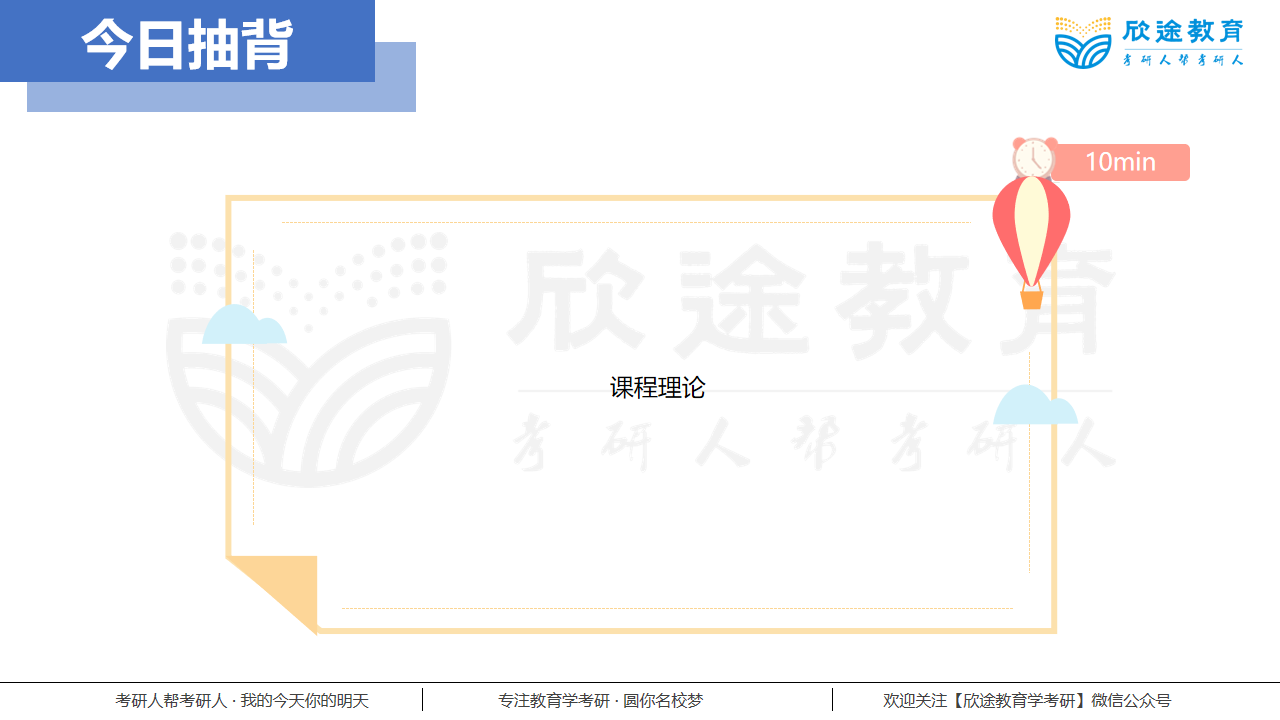 今日抽背
欣途教育
考研人帮考研人
10min
欣途教育
课程理论
考研人帮考研人
考研人帮考研人 · 我的今天你的明天
专注教育学考研 · 圆你名校梦
欢迎关注【欣途教育学考研】微信公众号